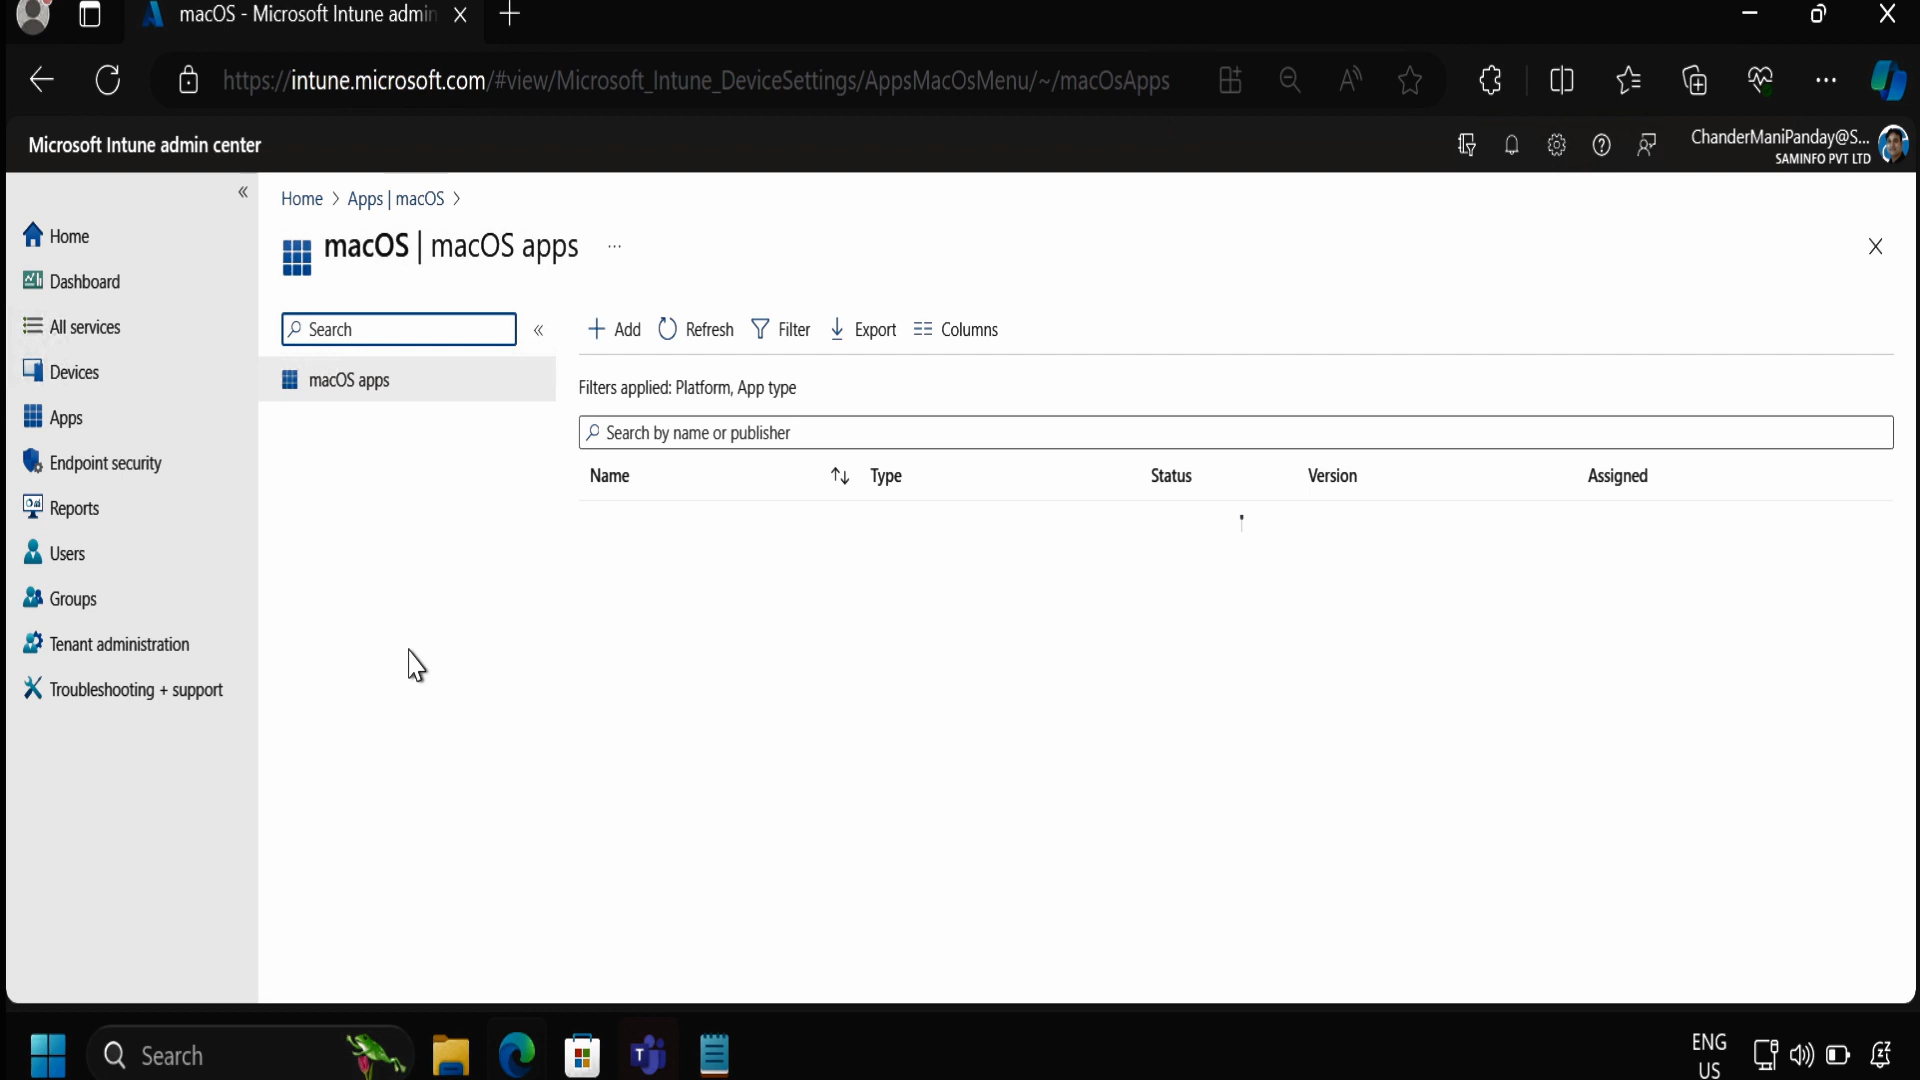 macOS - Microsoft Intune admin
https://intune.microsoft.com/#view/Microsoft_Intune_DeviceSettings/AppsMacOsMenu/~/macOsApps
Microsoft Intune admin center
ChanderManiPanday@S...
SAMINFO PVT LTD
Home > Apps | macOS >
macOS | macOS apps ...
Home
Dashboard
All services
Devices
Apps
Endpoint security
Reports
Users
Groups
Tenant administration
Troubleshooting + support
Search
macOS apps
Add Refresh Filter Export Columns
Filters applied: Platform, App type
Search by name or publisher
Name Type Status Version Assigned
Search
ENG
US